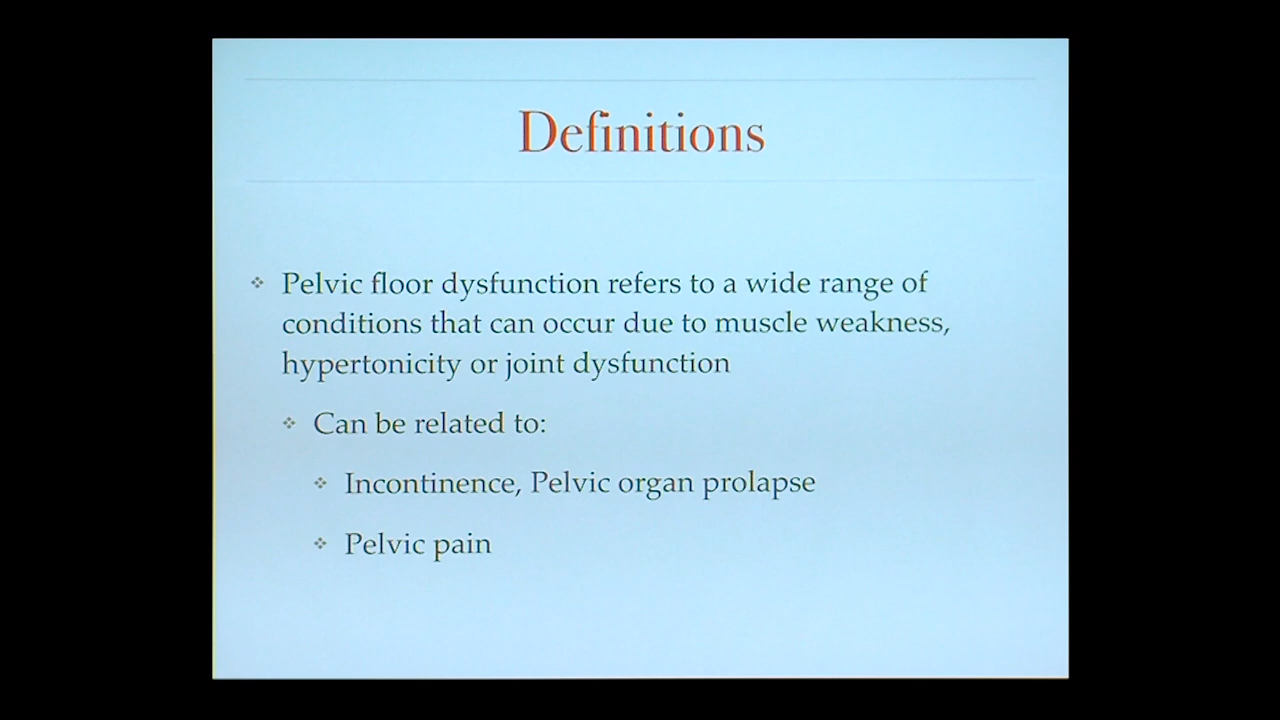 Definitions
Pelvic floor dysfunction refers to a wide range of
conditions that can occur due to muscle weakness,
hypertonicity or joint dysfunction
Can be related to:
Incontinence, Pelvic organ prolapse
Pelvic pain